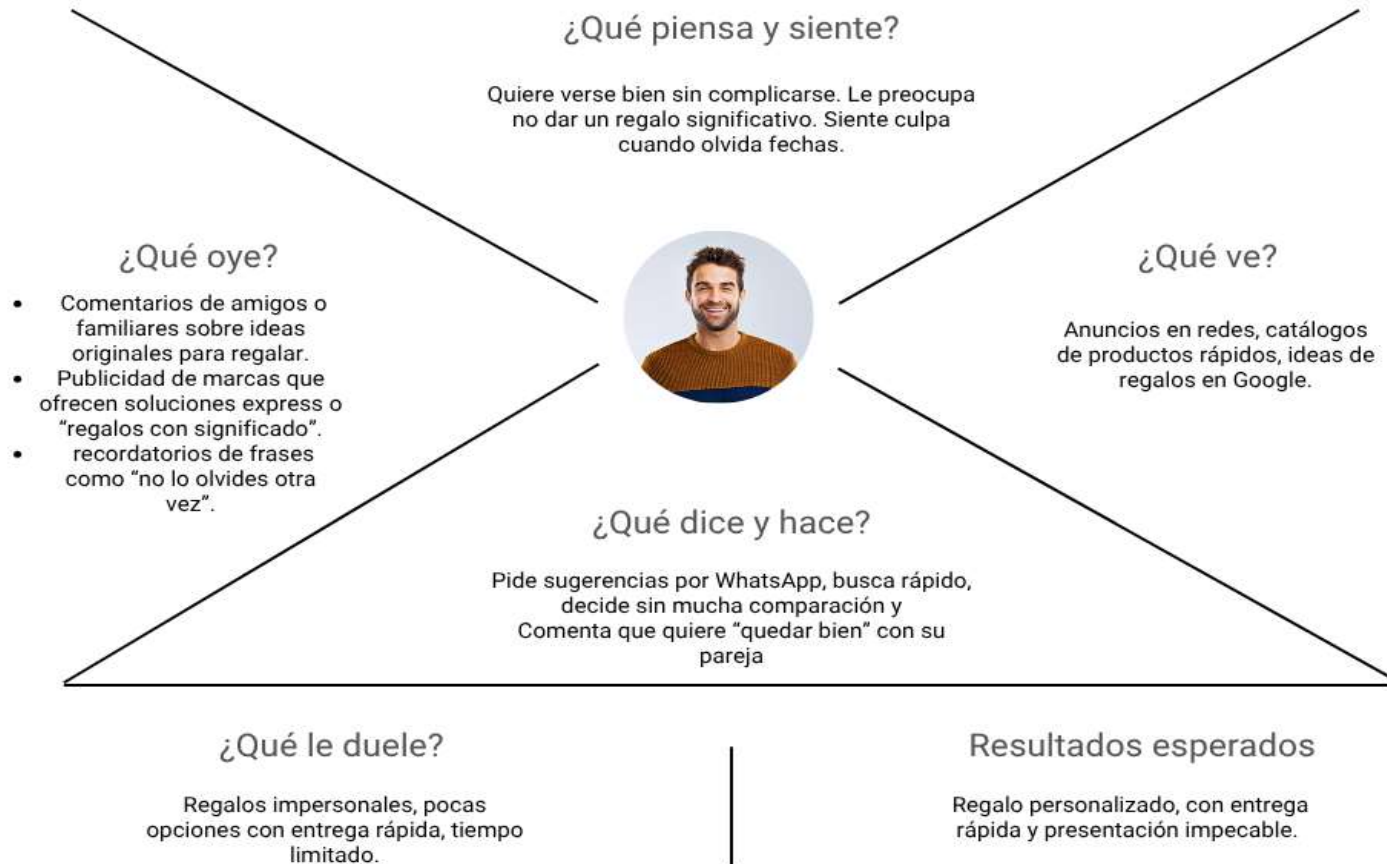 ¿Qué piensa y siente?
Quiere verse bien sin complicarse. Le preocupa
no dar un regalo significativo. Siente culpa
cuando olvida fechas.
¿Qué oye?
• Comentarios de amigos o
familiares sobre ideas
originales para regalar.
• Publicidad de marcas que
ofrecen soluciones express o
“regalos con significado”.
• recordatorios de frases
como “no lo olvides otra
vez”.
¿Qué ve?
Anuncios en redes, catálogos
de productos rápidos, ideas de
regalos en Google.
¿Qué dice y hace?
Pide sugerencias por WhatsApp, busca rápido,
decide sin mucha comparación y
Comenta que quiere “quedar bien” con su
pareja
¿Qué le duele?
Regalos impersonales, pocas
opciones con entrega rápida, tiempo
limitado.
Resultados esperados
Regalo personalizado, con entrega
rápida y presentación impecable.